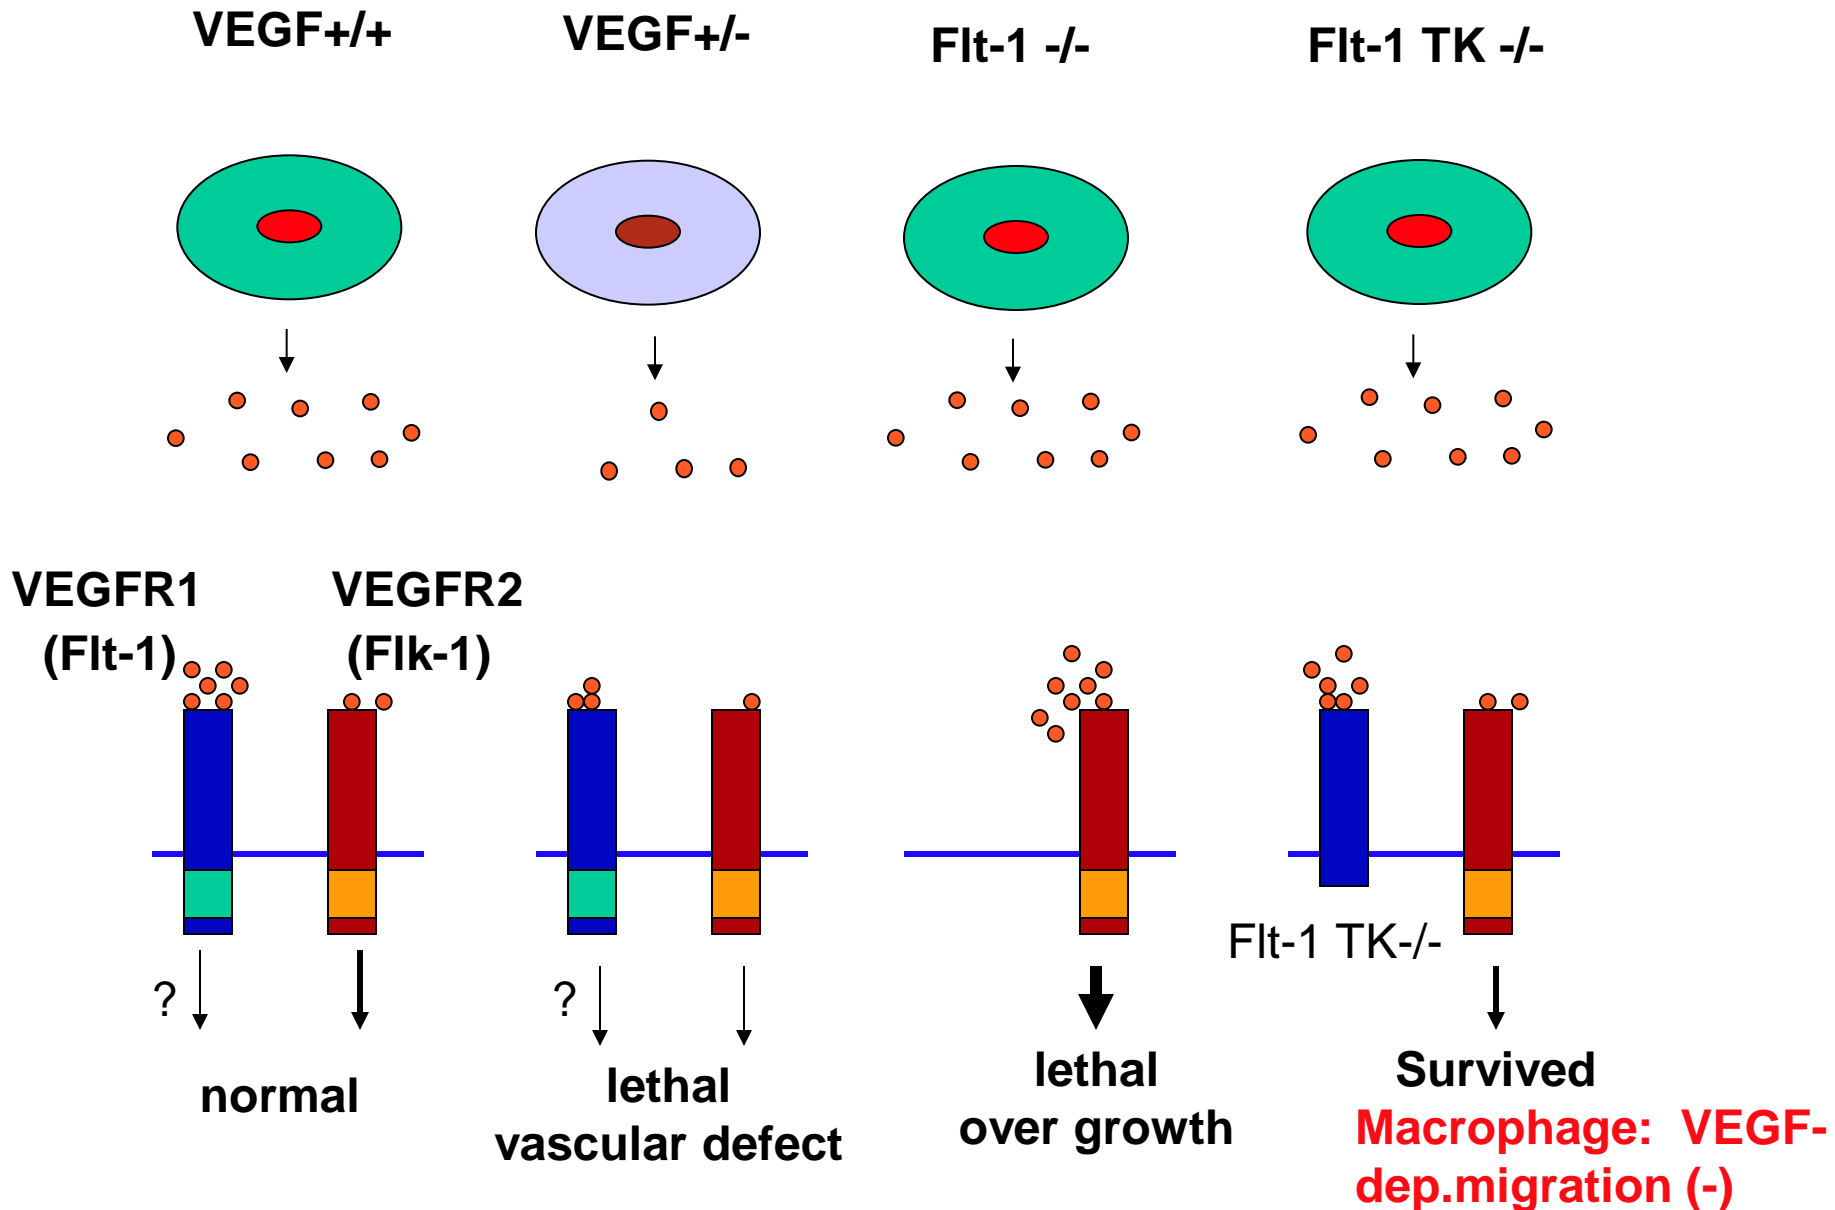 VEGF+/+
VEGF+/-
Flt-1 -/-
Flt-1 TK -/-
VEGFR1
(Flt-1)
VEGFR2
(Flk-1)
Flt-1 TK-/-
?
?
normal
lethal
vascular defect
lethal
over growth
Survived
Macrophage: VEGF-
dep.migration (-)